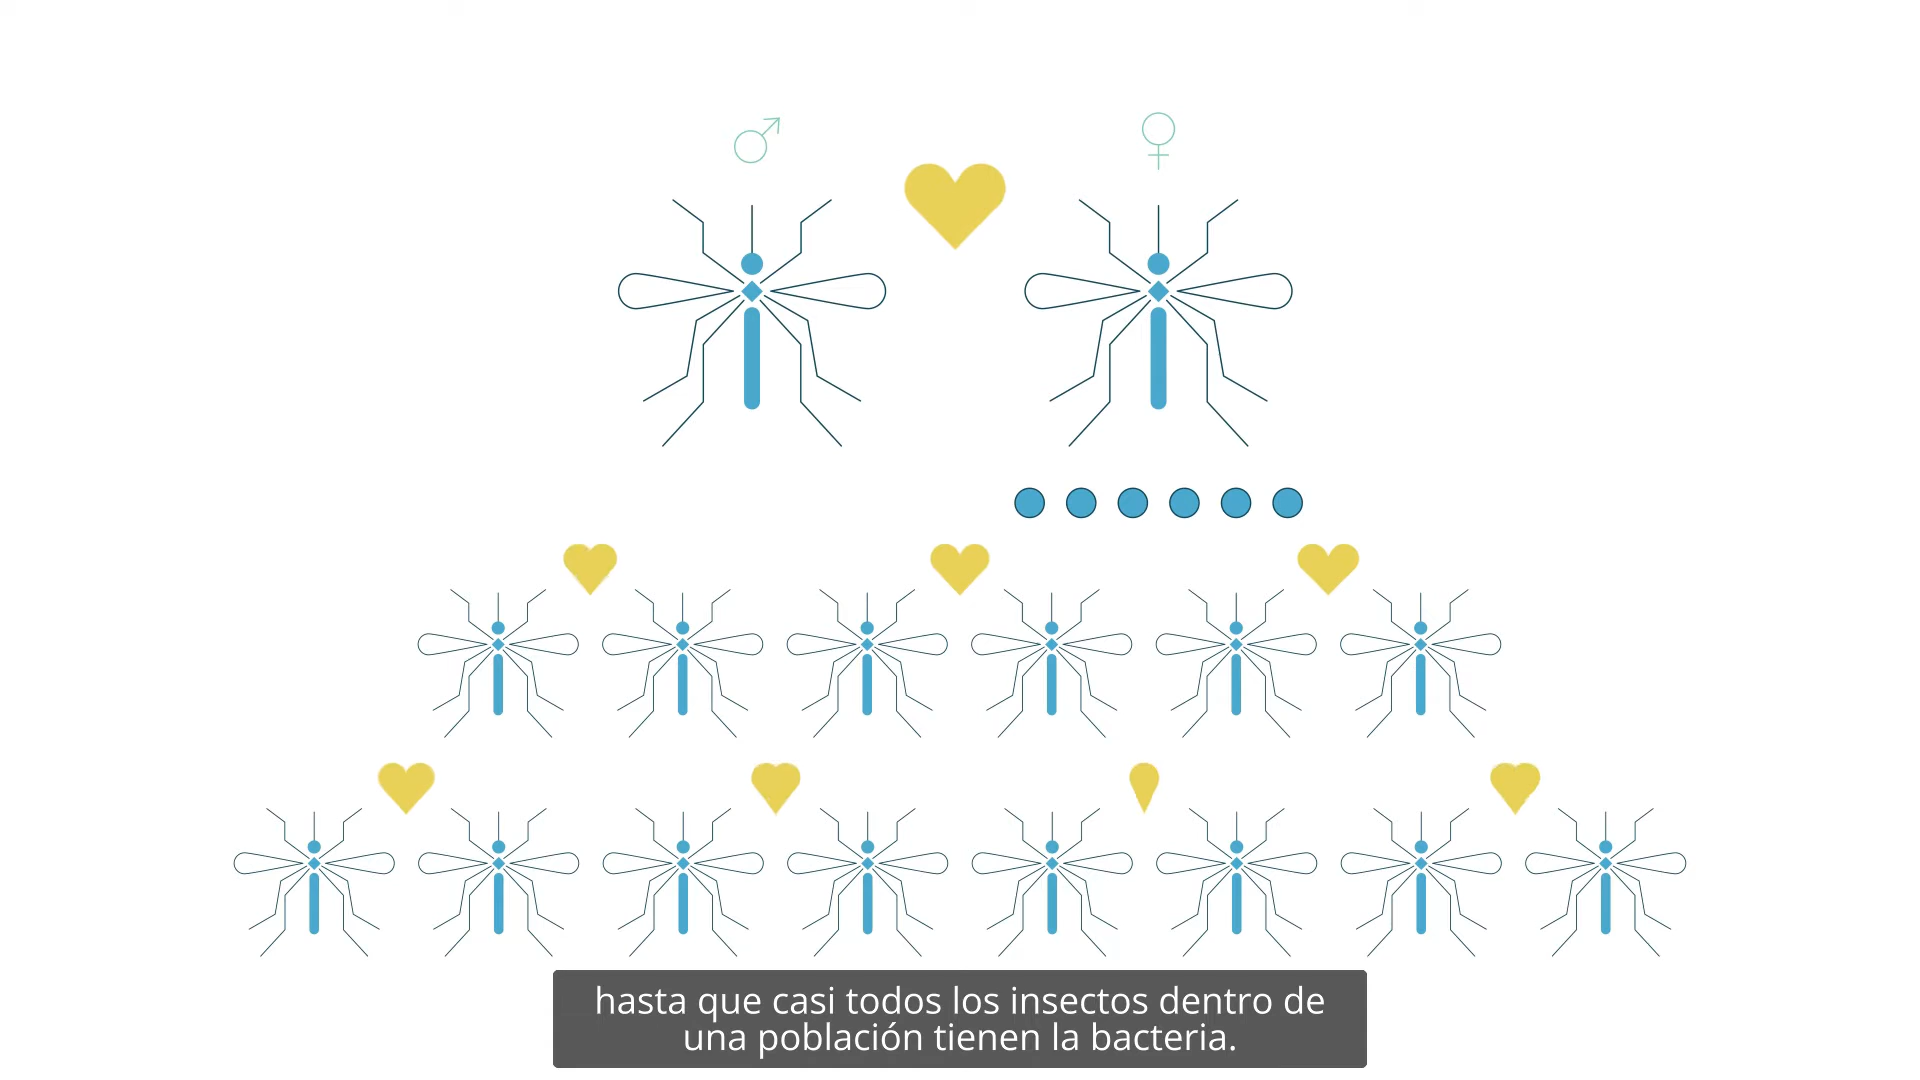 hasta que casi todos los insectos dentro de
una población tienen la bacteria.